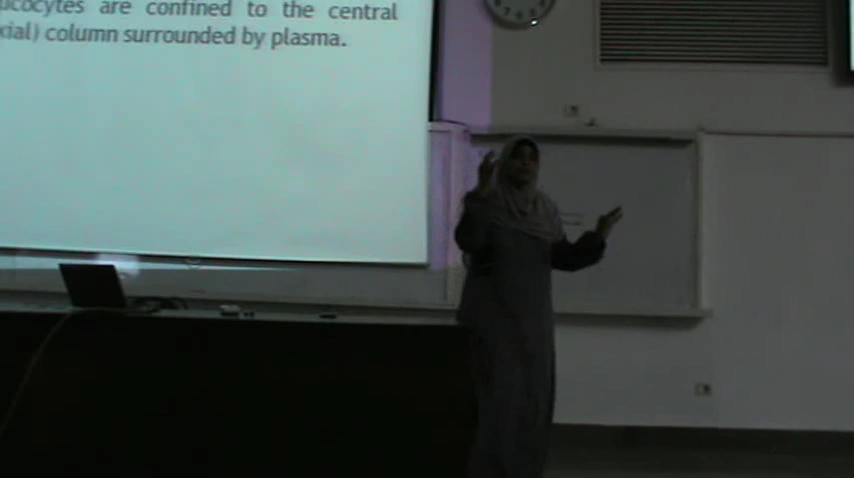 are confined to the central
column surrounded by plasma.